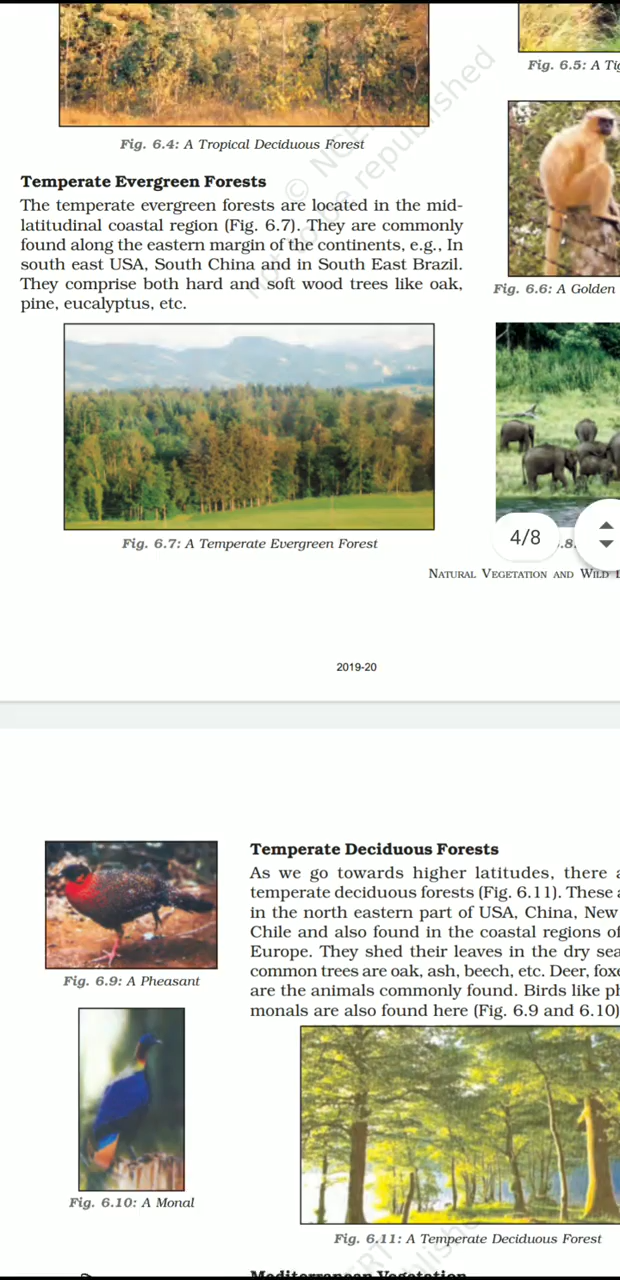 Fig. 6.5: A
Fig. 6.4: A Tropical Deciduous Forest
© NCERT
not to be republished
Temperate Evergreen Forests
The temperate evergreen forests are located in the mid-
latitudinal coastal region (Fig. 6.7). They are commonly
found along the eastern margin of the continents, e.g., In
south east USA, South China and in South East Brazil.
They comprise both hard and soft wood trees like oak,
pine, eucalyptus, etc.
Fig. 6.6: A Golden
Fig. 6.7: A Temperate Evergreen Forest
4/8
.8
NATURAL VEGETATION AND WILD
2019-20
Temperate Deciduous Forests
As we go towards higher latitudes, there
temperate deciduous forests (Fig. 6.11). These
in the north eastern part of USA, China, New
Chile and also found in the coastal regions of
Europe. They shed their leaves in the dry
common trees are oak, ash, beech, etc. Deer,
are the animals commonly found. Birds like
monals are also found here (Fig. 6.9 and 6.10)
Fig. 6.9: A Pheasant
Fig. 6.10: A Monal
Fig. 6.11: A Temperate Deciduous Forest
Mediterranean Vegetation